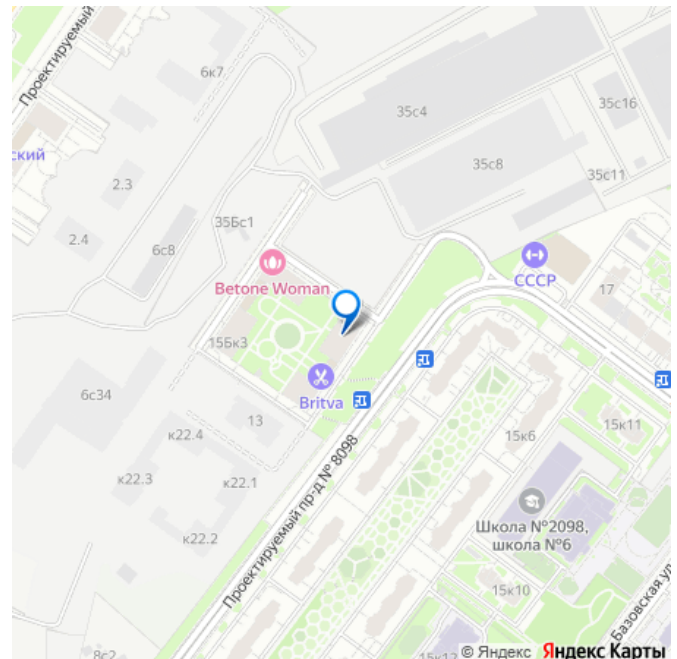 Проектируемый
6к7
35с4
35с16
ский
35с8
35с11
2.3
35Бс1
2.4
6с8
Betone Woman
СССР
17
15Бк3
Britva
6с34
13
к22.4
15к6
15к11
к22.3
к22.1
Проектируемый пр-д № 8098
Школа №2098,
школа №6
к22.2
15к10
Базовская ул
8с2
15к12
© Яндекс Яндекс Карты